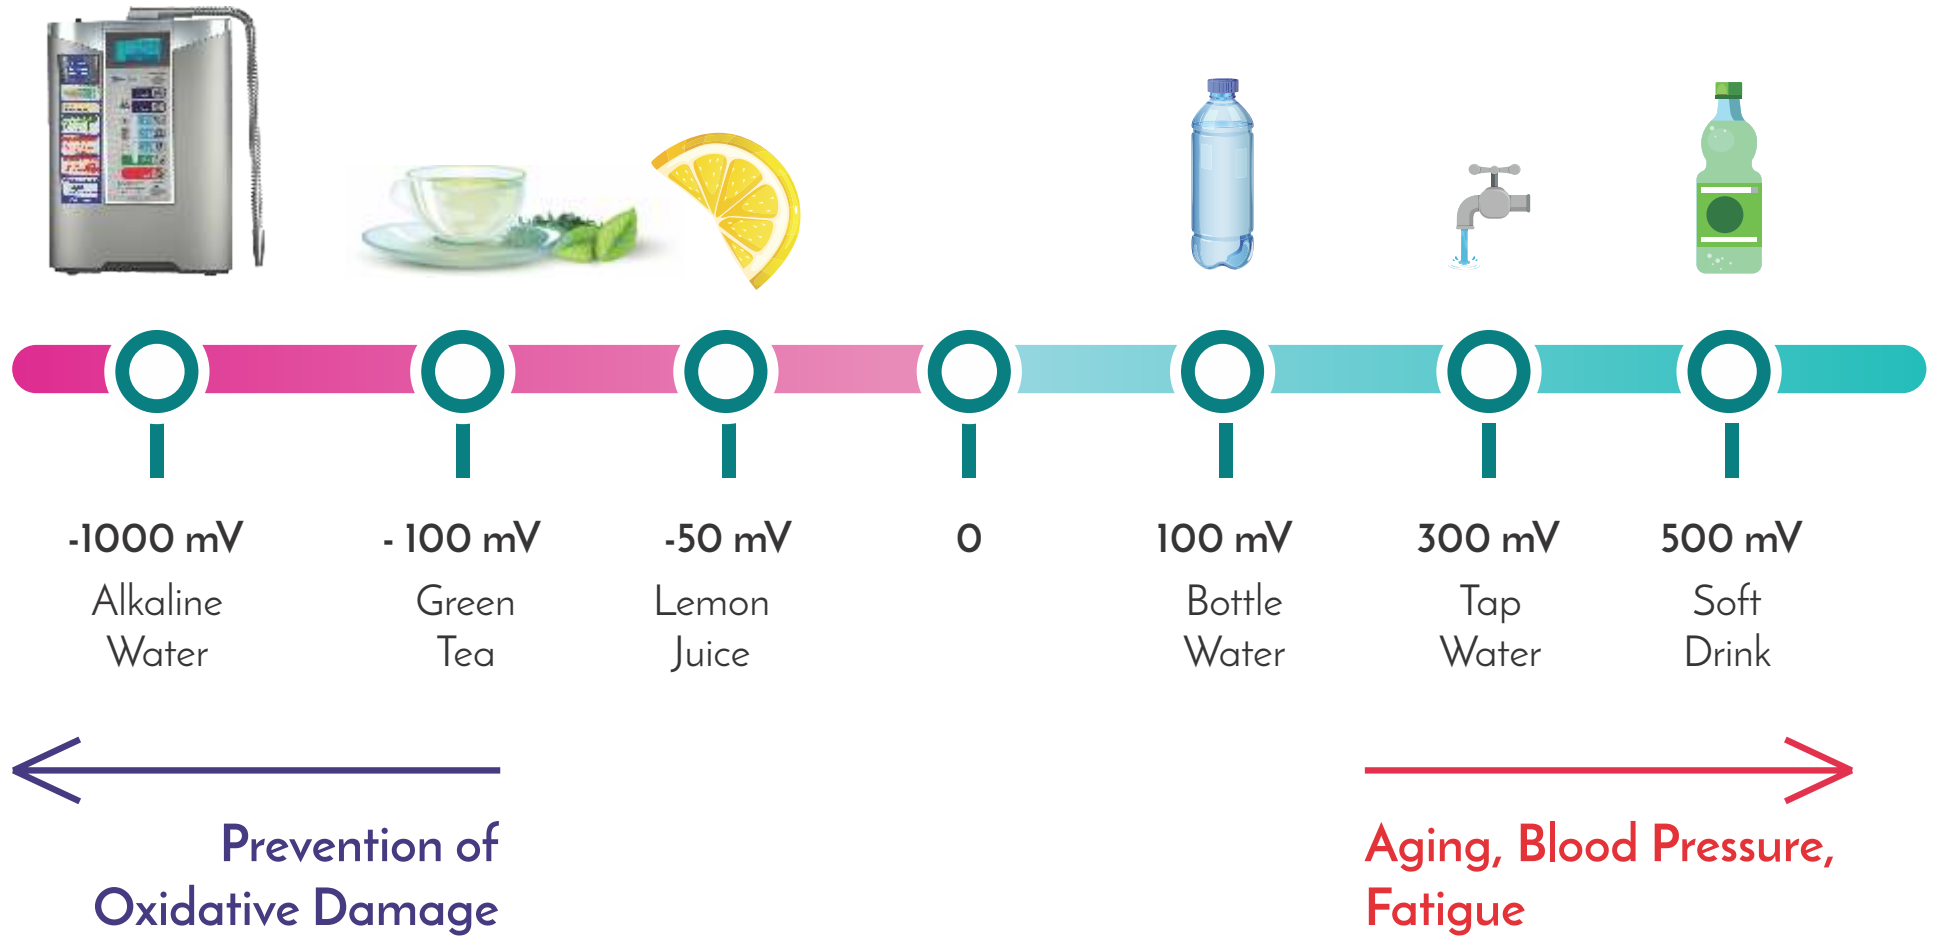 -1000 mV
Alkaline
Water
- 100 mV
Green
Tea
-50 mV
Lemon
Juice
0
100 mV
Bottle
Water
300 mV
Tap
Water
500 mV
Soft
Drink
Prevention of
Oxidative Damage
Aging, Blood Pressure,
Fatigue